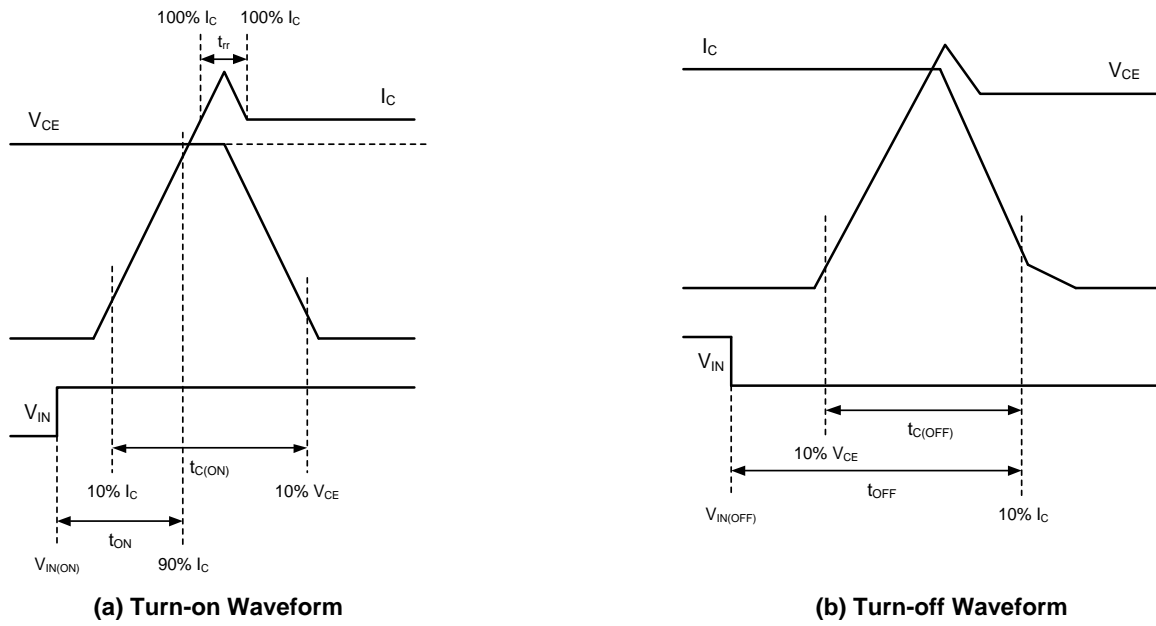 100% IC 100% IC
trr
IC
VCE
VIN
tC(ON)
10% IC 10% VCE
tON
VIN(ON) 90% IC
(a) Turn-on Waveform
IC
VCE
VIN
tC(OFF)
10% VCE
tOFF
VIN(OFF) 10% IC
(b) Turn-off Waveform